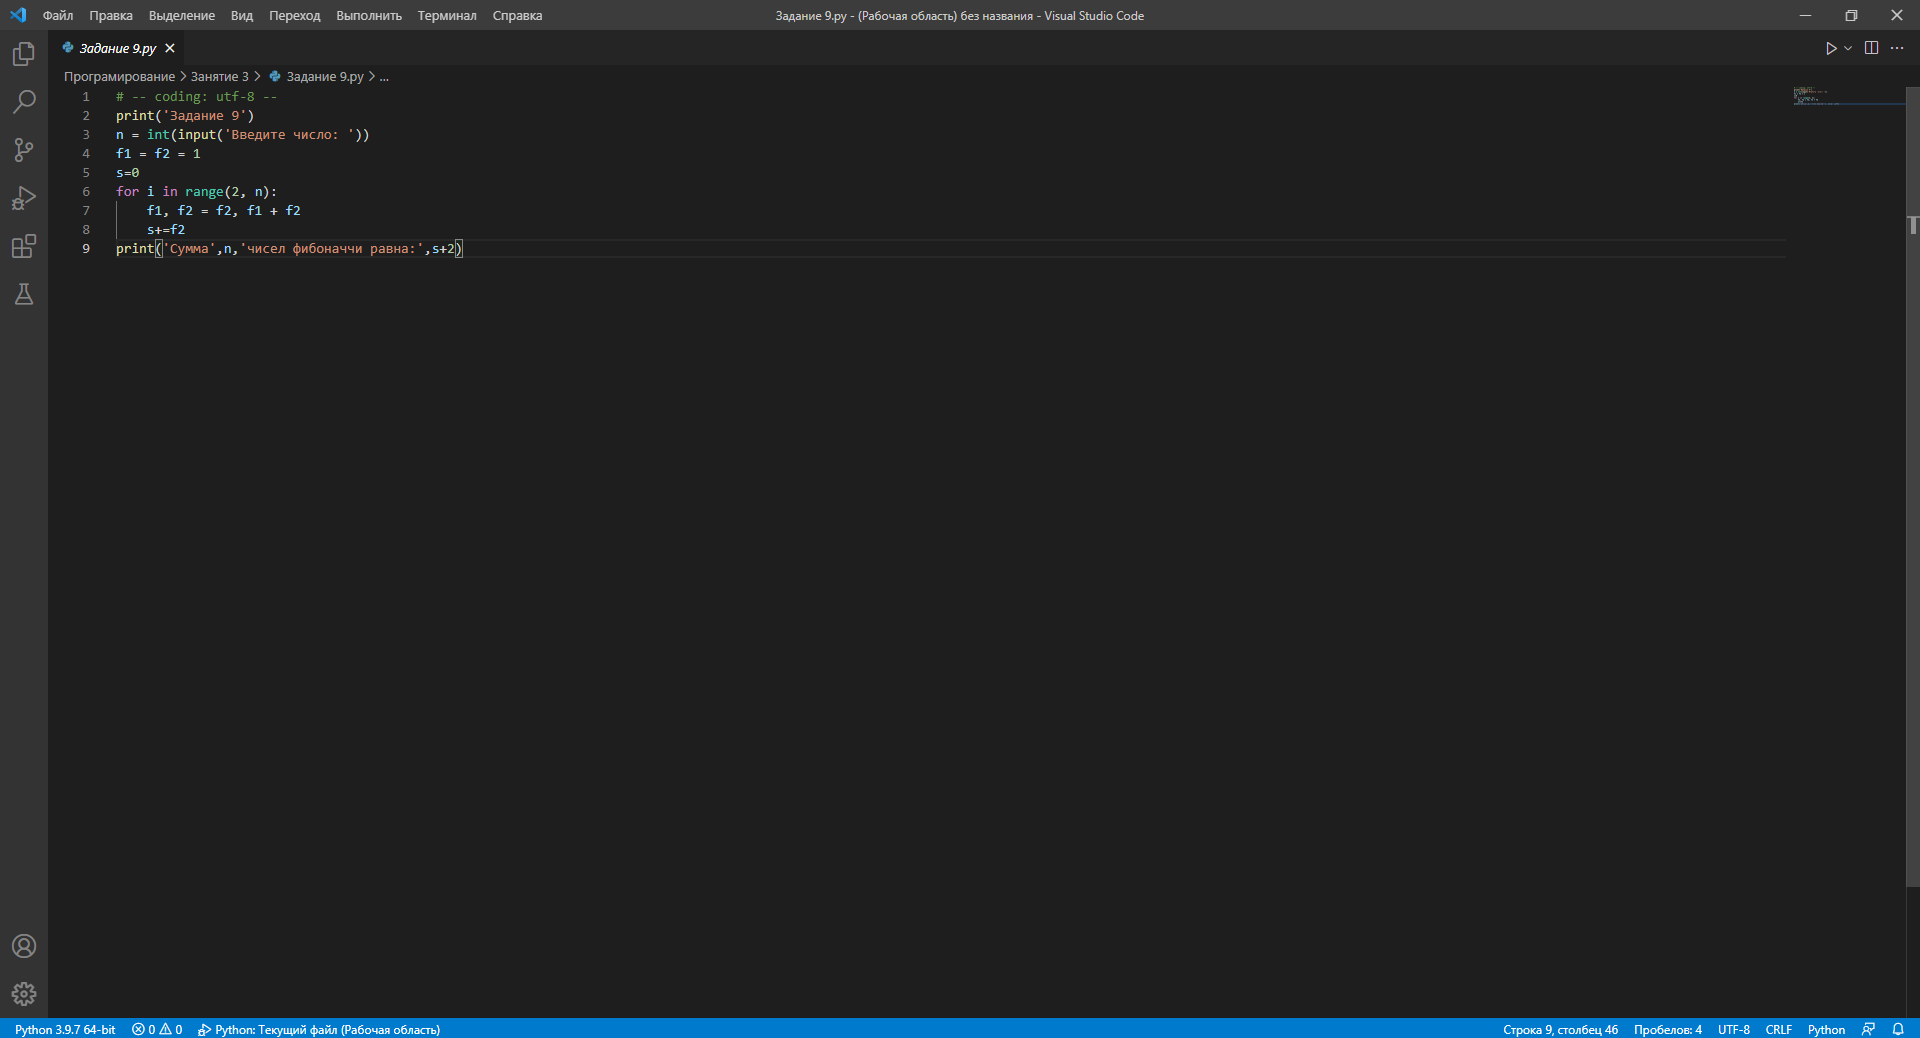 Файл Правка Выделение Вид Переход Выполнить Терминал Справка Задание 9.py - (Рабочая область) без названия - Visual Studio Code
Задание 9.py
Програмирование > Занятие 3 > Задание 9.py > ...
1 # -- coding: utf-8 --
2 print('Задание 9')
3 n = int(input('Введите число: '))
4 f1 = f2 = 1
5 s=0
6 for i in range(2, n):
7 f1, f2 = f2, f1 + f2
8 s+=f2
9 print('Сумма',n,'чисел фибоначчи равна:',s+2)
Python 3.9.7 64-bit 0 0 Python: Текущий файл (Рабочая область) Строка 9, столбец 46 Пробелов: 4 UTF-8 CRLF Python